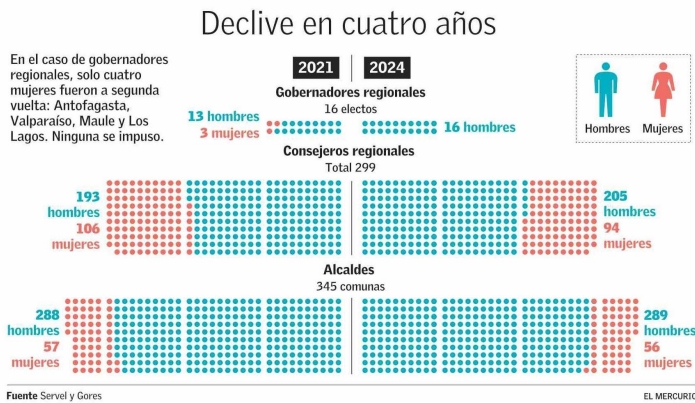 Declive en cuatro años
En el caso de gobernadores
regionales, solo cuatro
mujeres fueron a segunda
vuelta: Antofagasta,
Valparaíso, Maule y Los
Lagos. Ninguna se impuso.
2021
2024
Hombres
Mujeres
Gobernadores regionales
16 electos
13 hombres
3 mujeres
16 hombres
Consejeros regionales
Total 299
193
hombres
106
mujeres
205
hombres
94
mujeres
Alcaldes
345 comunas
288
hombres
57
mujeres
289
hombres
56
mujeres
Fuente Servel y Gores
EL MERCURIO